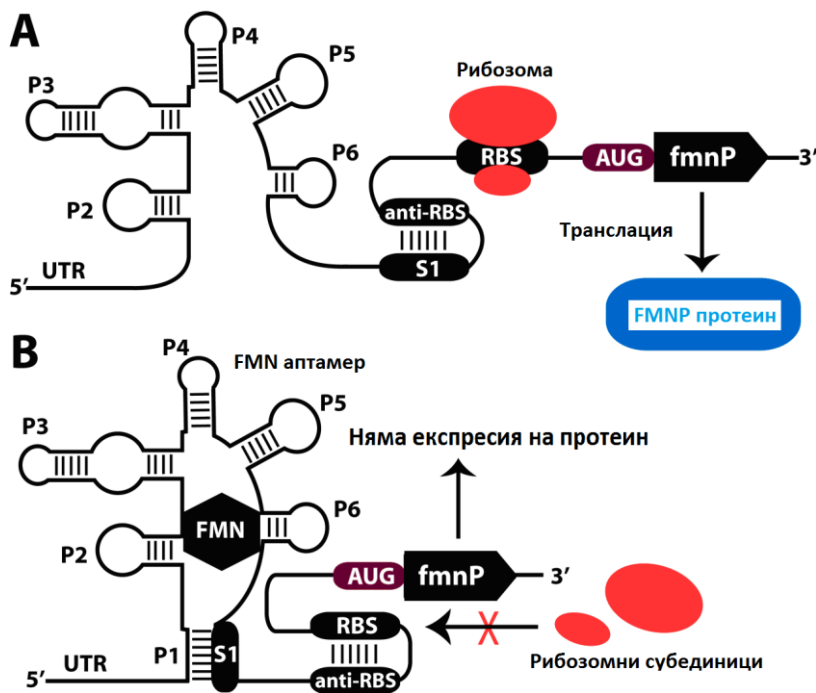 A
P4
P5
P3
Рибозома
P6
RBS
AUG
fmnP
3′
P2
anti-RBS
Транслация
S1
UTR
5′
FMNP протеин
B
P4
FMN аптамер
P5
P3
Няма експресия на протеин
FMN
P6
P2
AUG
fmnP
3′
RBS
P1
S1
UTR
5′
anti-RBS
X
Рибозомни субединици